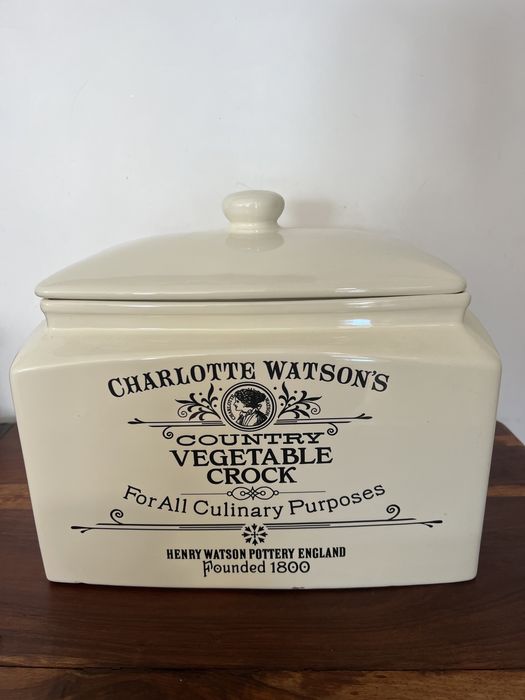 CHARLOTTE WATSON'S
COUNTRY
VEGETABLE
CROCK
For All Culinary Purposes
HENRY WATSON POTTERY ENGLAND
Founded 1800